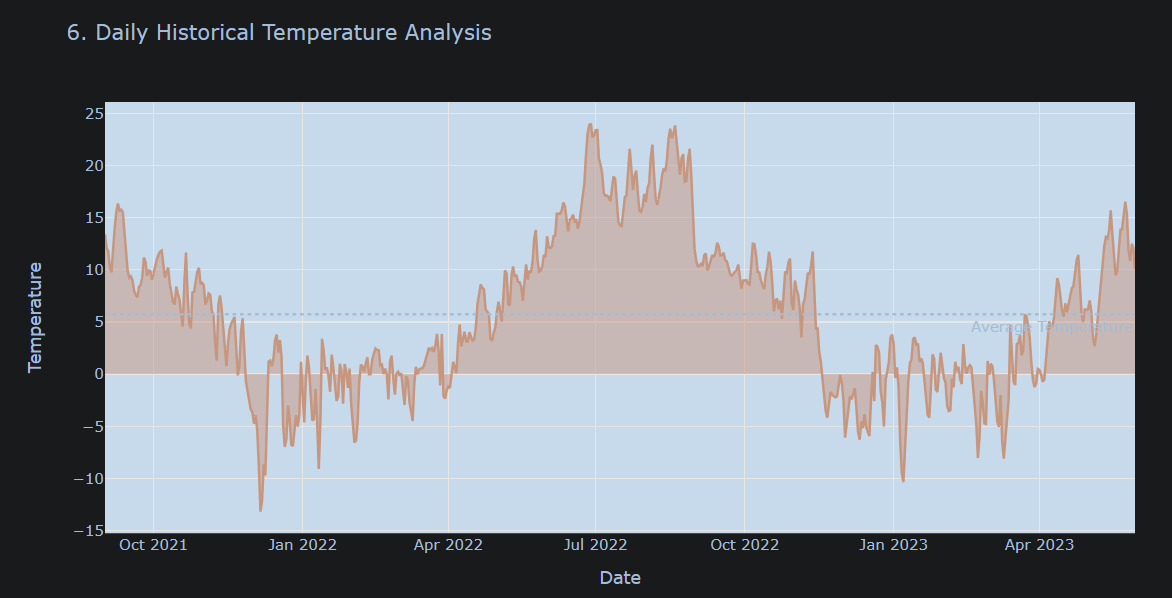 6. Daily Historical Temperature Analysis
25
20
15
10
5
0
−5
−10
−15
Temperature
Average Temperature
Oct 2021
Jan 2022
Apr 2022
Jul 2022
Oct 2022
Jan 2023
Apr 2023
Date